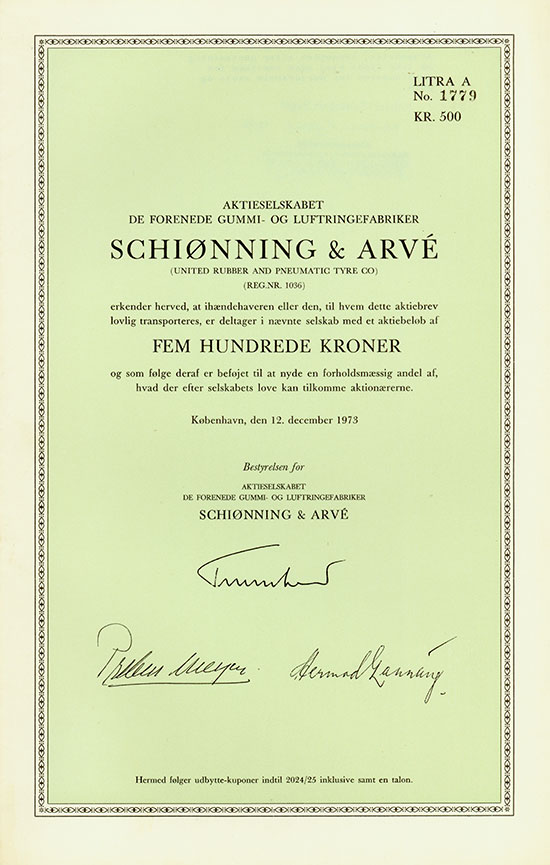 LITRA A
No. 1779
KR. 500
AKTIESELSKABET
DE FORENEDE GUMMI- OG LUFTRINGEFABRIKER
SCHIØNNING & ARVÉ
(UNITED RUBBER AND PNEUMATIC TYRE CO)
(REG.NR. 1036)
erkender herved, at ihændehaveren eller den, til hvem dette aktiebrev
lovlig transporteres, er deltager i nævnte selskab med et aktiebeløb af
FEM HUNDREDE KRONER
og som følge deraf er beføjet til at nyde en forholdsmæssig andel af,
hvad der efter selskabets love kan tilkomme aktionærerne.
København, den 12. december 1973
Bestyrelsen for
AKTIESELSKABET
DE FORENEDE GUMMI- OG LUFTRINGEFABRIKER
SCHIØNNING & ARVÉ
Hermod Lannung
Hermed følger udbytte-kuponer indtil 2024/25 inklusive samt en talon.